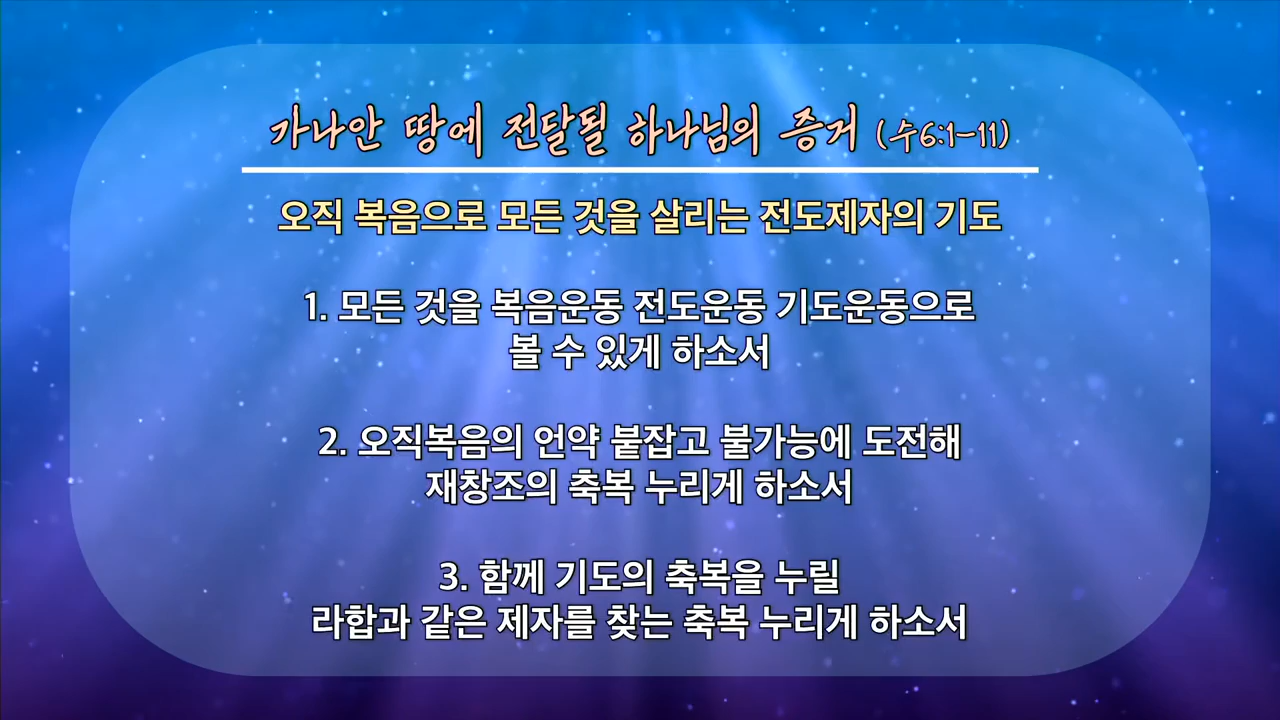 가나안 땅에 전달될 하나님의 증거 (수6:1-11)
오직 복음으로 모든 것을 살리는 전도제자의 기도
1. 모든 것을 복음운동 전도운동 기도운동으로
볼 수 있게 하소서
2. 오직복음의 언약 붙잡고 불가능에 도전해
재창조의 축복 누리게 하소서
3. 함께 기도의 축복을 누릴
라합과 같은 제자를 찾는 축복 누리게 하소서